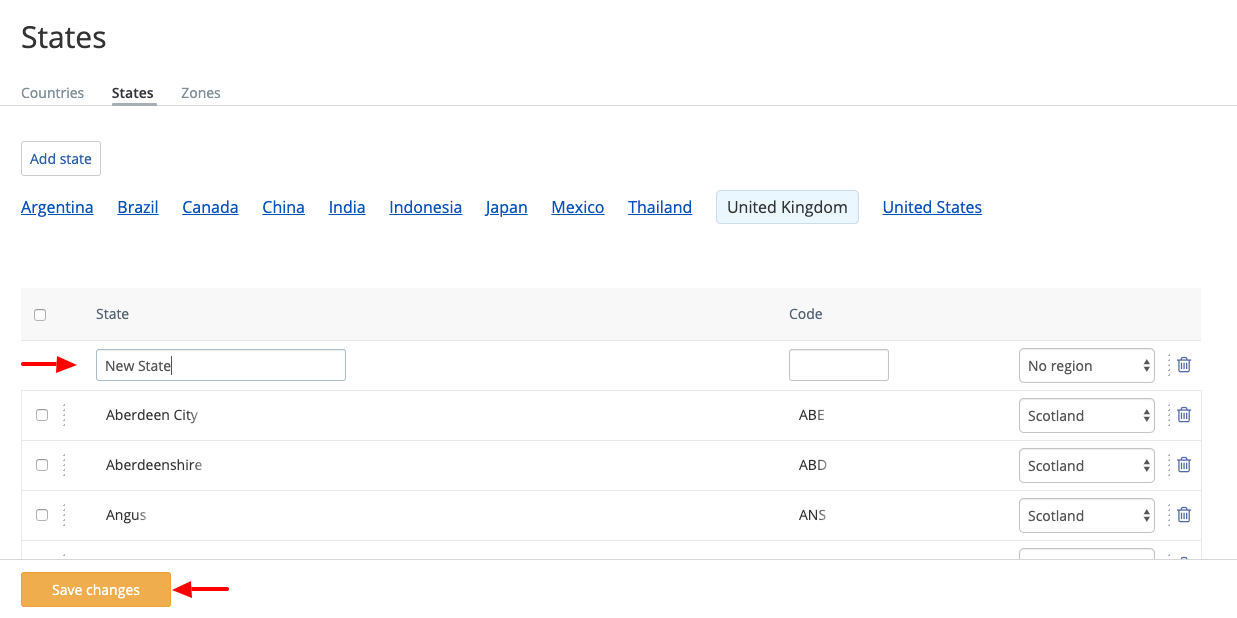 States
Countries States Zones
Add state
Argentina Brazil Canada China India Indonesia Japan Mexico Thailand United Kingdom United States
State Code
New State No region
Aberdeen City ABE Scotland
Aberdeenshire ABD Scotland
Angus ANS Scotland
Save changes